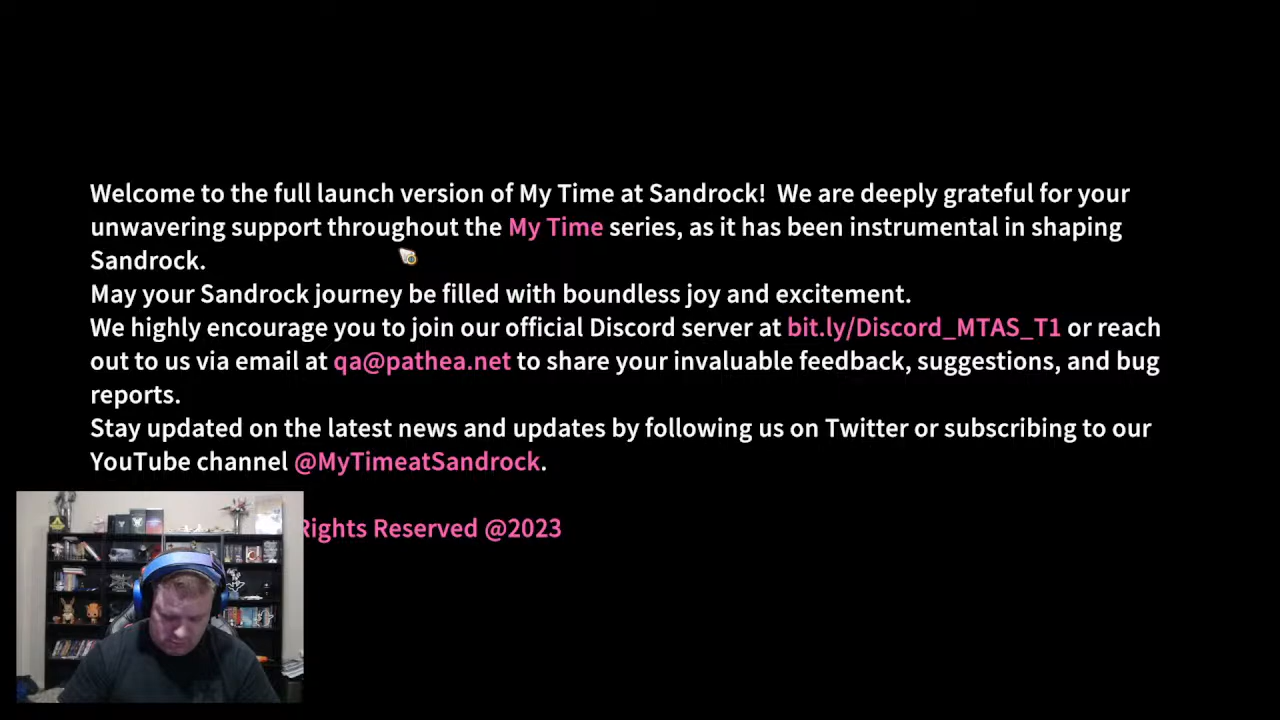 Welcome to the full launch version of My Time at Sandrock!  We are deeply grateful for your
unwavering support throughout the My Time series, as it has been instrumental in shaping
Sandrock.
May your Sandrock journey be filled with boundless joy and excitement.
We highly encourage you to join our official Discord server at bit.ly/Discord_MTAS_T1 or reach
out to us via email at qa@pathea.net to share your invaluable feedback, suggestions, and bug
reports.
Stay updated on the latest news and updates by following us on Twitter or subscribing to our
YouTube channel @MyTimeatSandrock.
Rights Reserved @2023